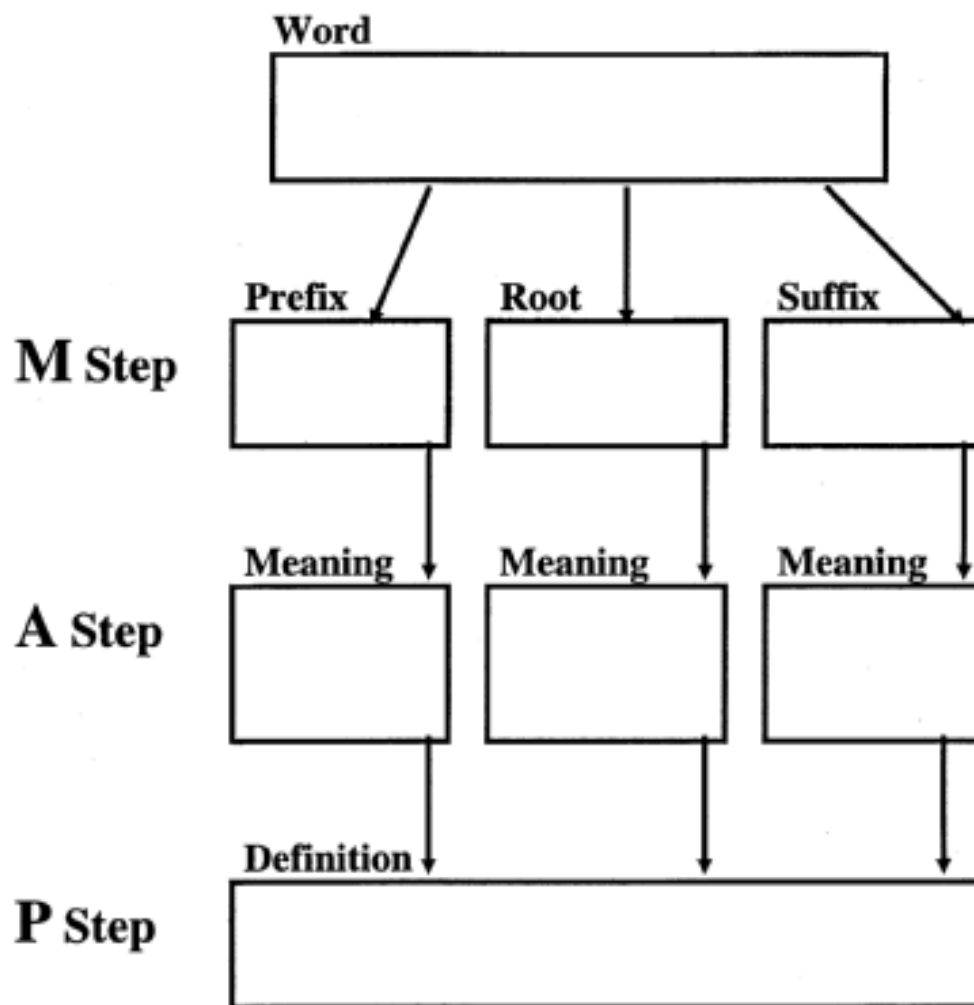 Word
Prefix Root Suffix
M Step
Meaning Meaning Meaning
A Step
Definition
P Step